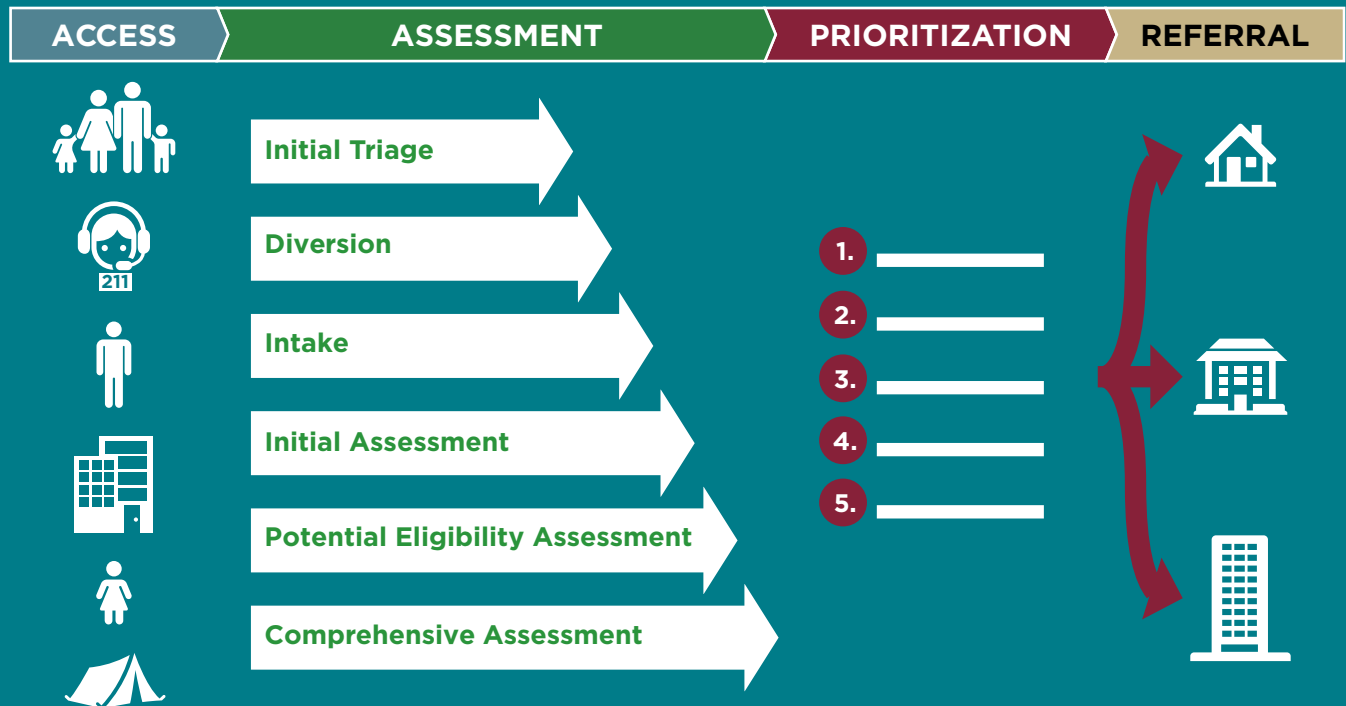 ACCESS
ASSESSMENT
PRIORITIZATION
REFERRAL
211
Initial Triage
Diversion
Intake
Initial Assessment
Potential Eligibility Assessment
Comprehensive Assessment
1.
2.
3.
4.
5.